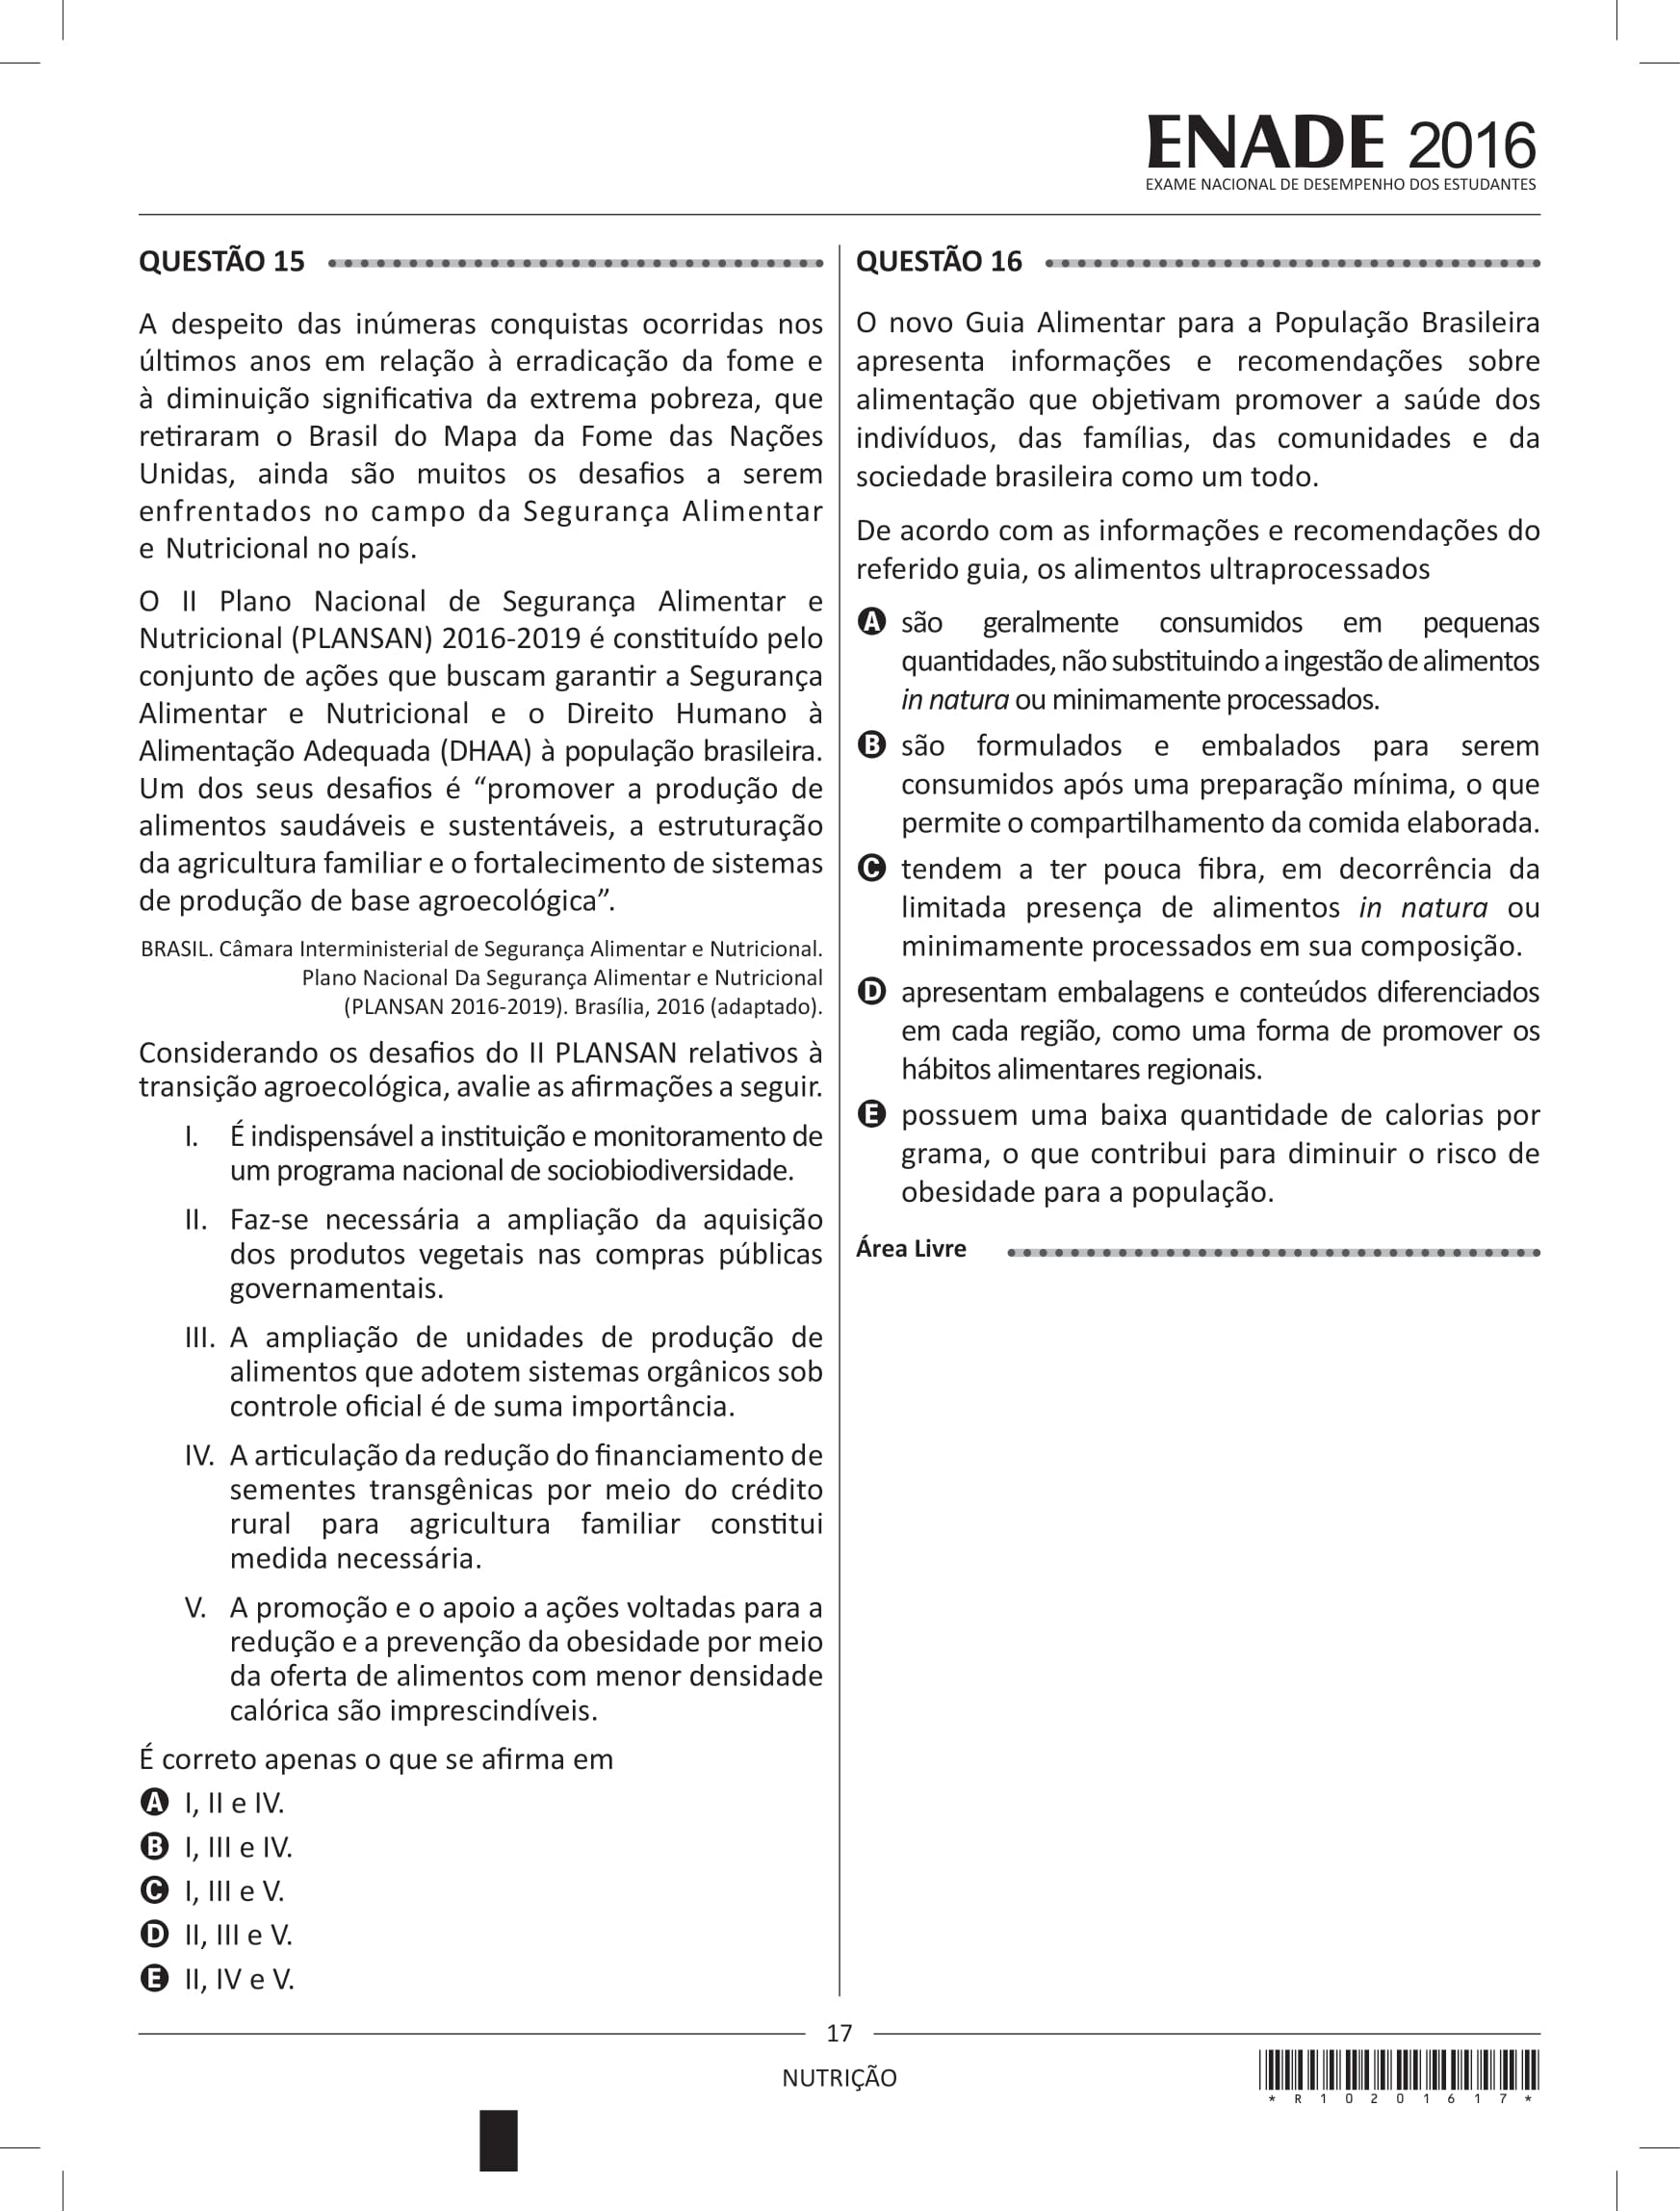 ENADE 2016
EXAME NACIONAL DE DESEMPENHO DOS ESTUDANTES
QUESTÃO 15
A despeito das inúmeras conquistas ocorridas nos
últimos anos em relação à erradicação da fome e
à diminuição significativa da extrema pobreza, que
retiraram o Brasil do Mapa da Fome das Nações
Unidas, ainda são muitos os desafios a serem
enfrentados no campo da Segurança Alimentar
e Nutricional no país.
O II Plano Nacional de Segurança Alimentar e
Nutricional (PLANSAN) 2016-2019 é constituído pelo
conjunto de ações que buscam garantir a Segurança
Alimentar e Nutricional e o Direito Humano à
Alimentação Adequada (DHAA) à população brasileira.
Um dos seus desafios é “promover a produção de
alimentos saudáveis e sustentáveis, a estruturação
da agricultura familiar e o fortalecimento de sistemas
de produção de base agroecológica”.
BRASIL. Câmara Interministerial de Segurança Alimentar e Nutricional.
Plano Nacional Da Segurança Alimentar e Nutricional
(PLANSAN 2016-2019). Brasília, 2016 (adaptado).
Considerando os desafios do II PLANSAN relativos à
transição agroecológica, avalie as afirmações a seguir.
I. É indispensável a instituição e monitoramento de
um programa nacional de sociobiodiversidade.
II. Faz-se necessária a ampliação da aquisição
dos produtos vegetais nas compras públicas
governamentais.
III. A ampliação de unidades de produção de
alimentos que adotem sistemas orgânicos sob
controle oficial é de suma importância.
IV. A articulação da redução do financiamento de
sementes transgênicas por meio do crédito
rural para agricultura familiar constitui
medida necessária.
V. A promoção e o apoio a ações voltadas para a
redução e a prevenção da obesidade por meio
da oferta de alimentos com menor densidade
calórica são imprescindíveis.
É correto apenas o que se afirma em
A I, II e IV.
B I, III e IV.
C I, III e V.
D II, III e V.
E II, IV e V.
QUESTÃO 16
O novo Guia Alimentar para a População Brasileira
apresenta informações e recomendações sobre
alimentação que objetivam promover a saúde dos
indivíduos, das famílias, das comunidades e da
sociedade brasileira como um todo.
De acordo com as informações e recomendações do
referido guia, os alimentos ultraprocessados
A são geralmente consumidos em pequenas
quantidades, não substituindo a ingestão de alimentos
in natura ou minimamente processados.
B são formulados e embalados para serem
consumidos após uma preparação mínima, o que
permite o compartilhamento da comida elaborada.
C tendem a ter pouca fibra, em decorrência da
limitada presença de alimentos in natura ou
minimamente processados em sua composição.
D apresentam embalagens e conteúdos diferenciados
em cada região, como uma forma de promover os
hábitos alimentares regionais.
E possuem uma baixa quantidade de calorias por
grama, o que contribui para diminuir o risco de
obesidade para a população.
Área Livre
17
NUTRIÇÃO
* R 1 0 2 0 1 6 1 7 *